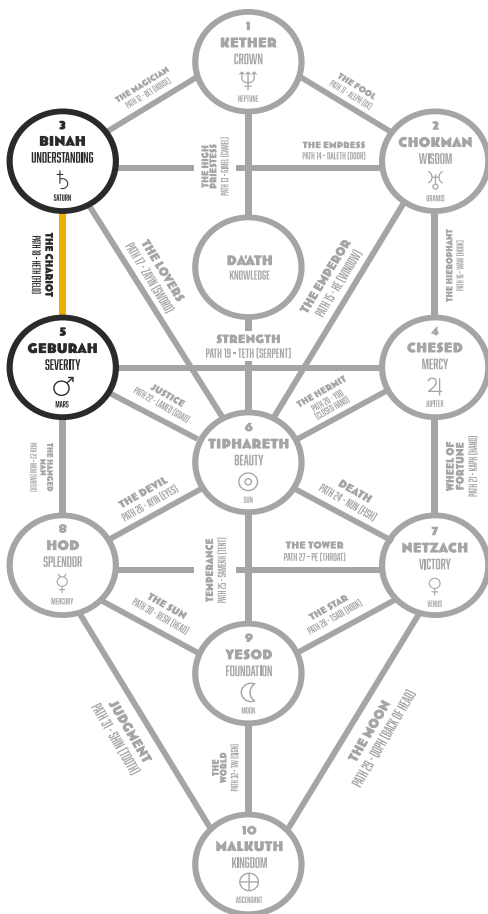 1
KETHER
CROWN
NEPTUNE
THE MAGICIAN
PATH 12 - BET (HOUSE)
THE FOOL
PATH 11 - ALEPH (OX)
3
BINAH
UNDERSTANDING
SATURN
THE HIGH
PRIESTESS
PATH 13 - GIMEL (CAMEL)
THE EMPRESS
PATH 14 - DALETH (DOOR)
2
CHOKMAH
WISDOM
URANUS
THE CHARIOT
PATH 18 - HETH (FIELD)
THE LOVERS
PATH 17 - ZAYIN (SWORD)
DA'ATH
KNOWLEDGE
THE EMPEROR
PATH 15 - HE (WINDOW)
THE HIEROPHANT
PATH 16 - VAV (HOOK)
STRENGTH
PATH 19 - TETH (SERPENT)
5
GEBURAH
SEVERITY
MARS
JUSTICE
PATH 22 - LAMED (GOAD)
THE HERMIT
PATH 20 - YOD
(CLOSED HAND)
4
CHESED
MERCY
JUPITER
6
TIPHARETH
BEAUTY
SUN
THE HANGED
MAN
PATH 23 - MEM (WATER)
THE DEVIL
PATH 26 - AYIN (EYES)
DEATH
PATH 24 - NUN (FISH)
WHEEL OF
FORTUNE
PATH 21 - KAPH (HAND)
8
HOD
SPLENDOR
MERCURY
TEMPERANCE
PATH 25 - SAMEKH (TENT)
THE TOWER
PATH 27 - PE (THROAT)
7
NETZACH
VICTORY
VENUS
THE SUN
PATH 30 - RESH (HEAD)
THE STAR
PATH 28 - TSADI (HOOK)
9
YESOD
FOUNDATION
MOON
JUDGMENT
PATH 31 - SHIN (TOOTH)
THE
WORLD
PATH 32 - TAV (SIGN)
THE MOON
PATH 29 - QOPH (BACK OF HEAD)
10
MALKUTH
KINGDOM
ASCENDANT